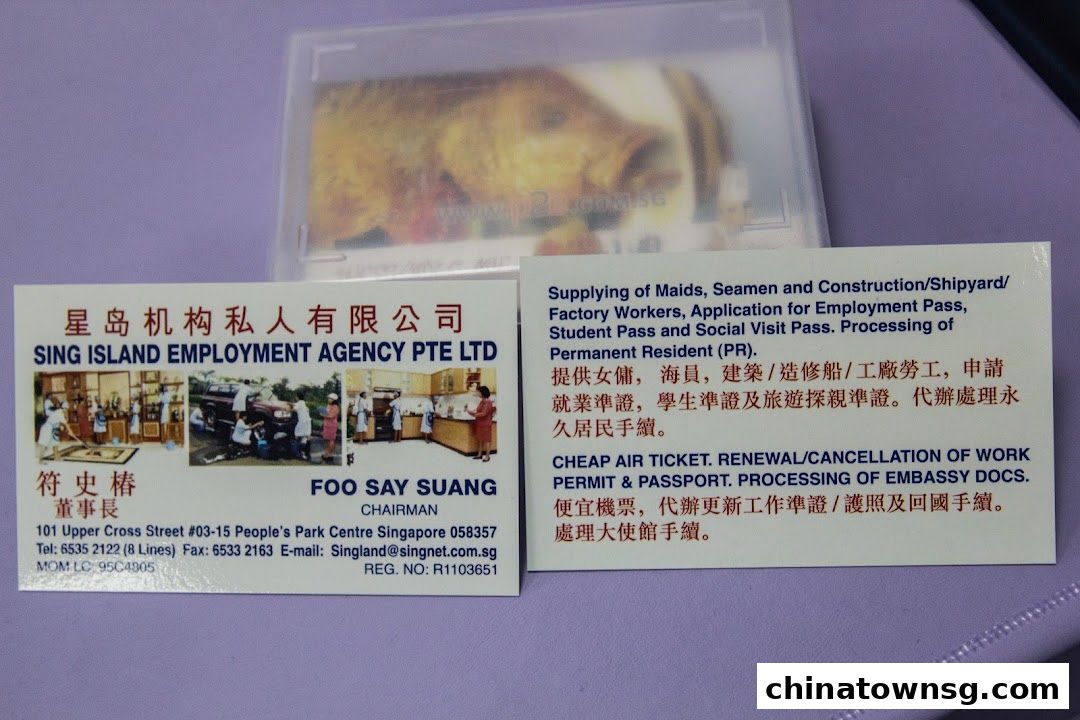 www.p2c.com.sg
星岛机构私人有限公司
SING ISLAND EMPLOYMENT AGENCY PTE LTD
符史椿
董事長
FOO SAY SUANG
CHAIRMAN
101 Upper Cross Street #03-15 People's Park Centre Singapore 058357
Tel: 6535 2122 (8 Lines) Fax: 6533 2163 E-mail: Singland@singnet.com.sg
MOM LC: 95C4805 REG. NO: R1103651
Supplying of Maids, Seamen and Construction/Shipyard/
Factory Workers, Application for Employment Pass,
Student Pass and Social Visit Pass. Processing of
Permanent Resident (PR).
提供女傭，海員，建築/造修船/工廠勞工，申請
就業準證，學生準證及旅遊探親準證。代辦處理永
久居民手續。
CHEAP AIR TICKET. RENEWAL/CANCELLATION OF WORK
PERMIT & PASSPORT. PROCESSING OF EMBASSY DOCS.
便宜機票，代辦更新工作準證/護照及回國手續。
處理大使館手續。
chinatownsg.com